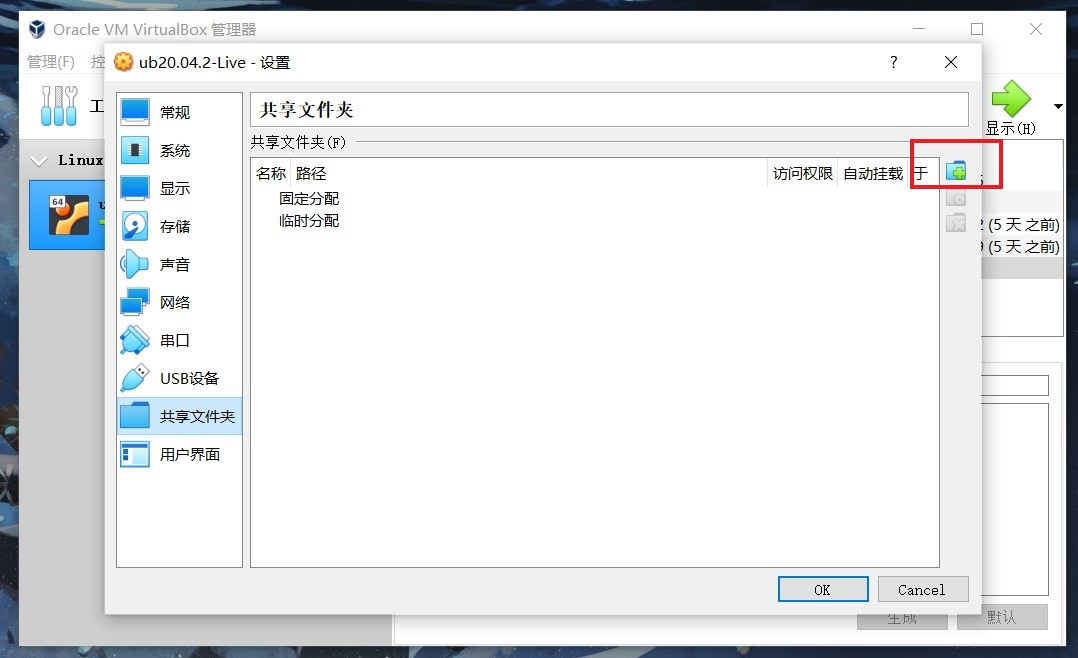 Oracle VM VirtualBox 管理器
管理(F)
ub20.04.2-Live - 设置
?
显示(H)
Linux
64
2 (5 天 之前)
9 (5 天 之前)
常规
系统
显示
存储
声音
网络
串口
USB设备
共享文件夹
用户界面
共享文件夹
共享文件夹(F)
名称 路径 访问权限 自动挂载 于
固定分配
临时分配
OK Cancel
生成 默认